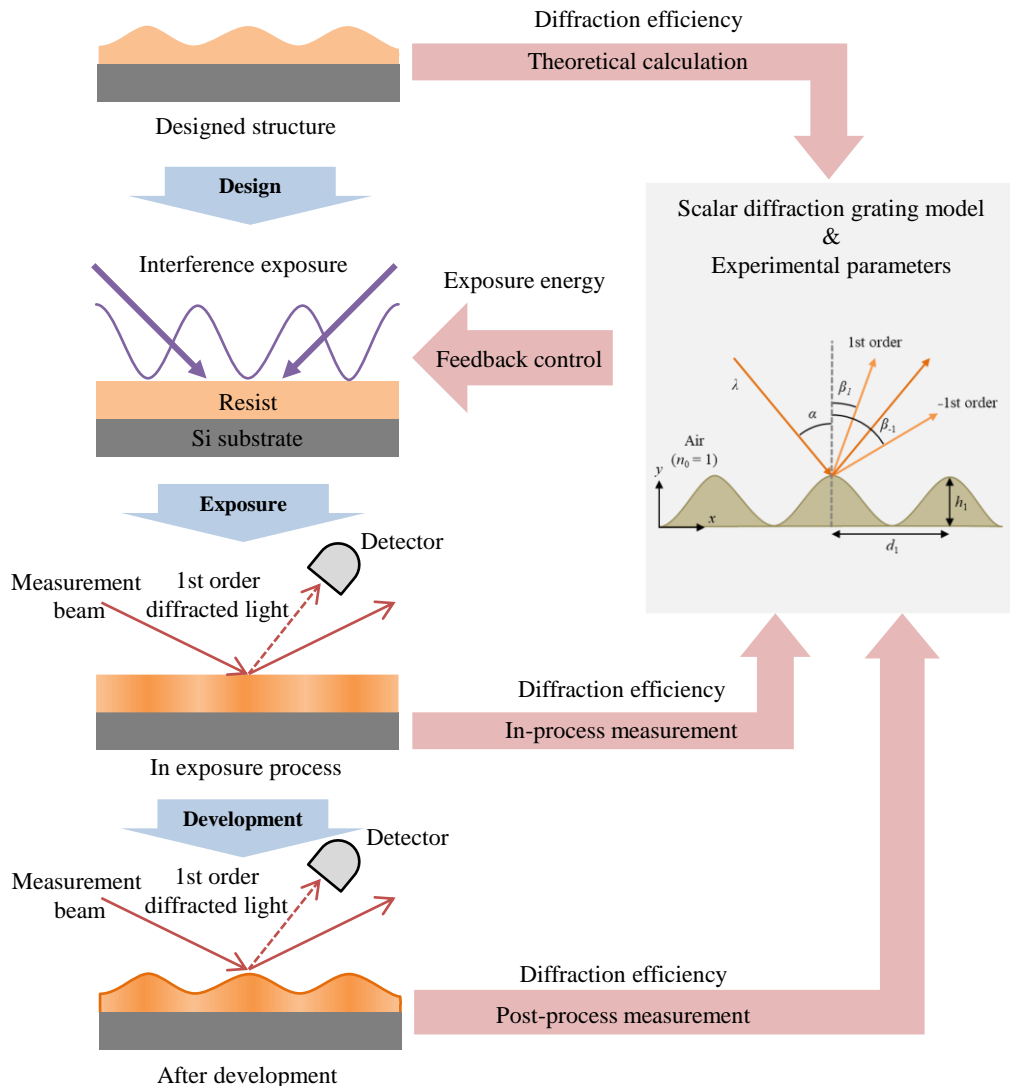 Diffraction efficiency
Theoretical calculation
Designed structure
Design
Scalar diffraction grating model
&
Experimental parameters
Interference exposure
Exposure energy
Feedback control
Resist
Si substrate
1st order
-1st order
λ
α
β1
β-1
Air
(n0 = 1)
y
x
h1
d1
Exposure
Detector
Measurement
beam
1st order
diffracted light
Diffraction efficiency
In-process measurement
In exposure process
Development
Detector
Measurement
beam
1st order
diffracted light
Diffraction efficiency
Post-process measurement
After development